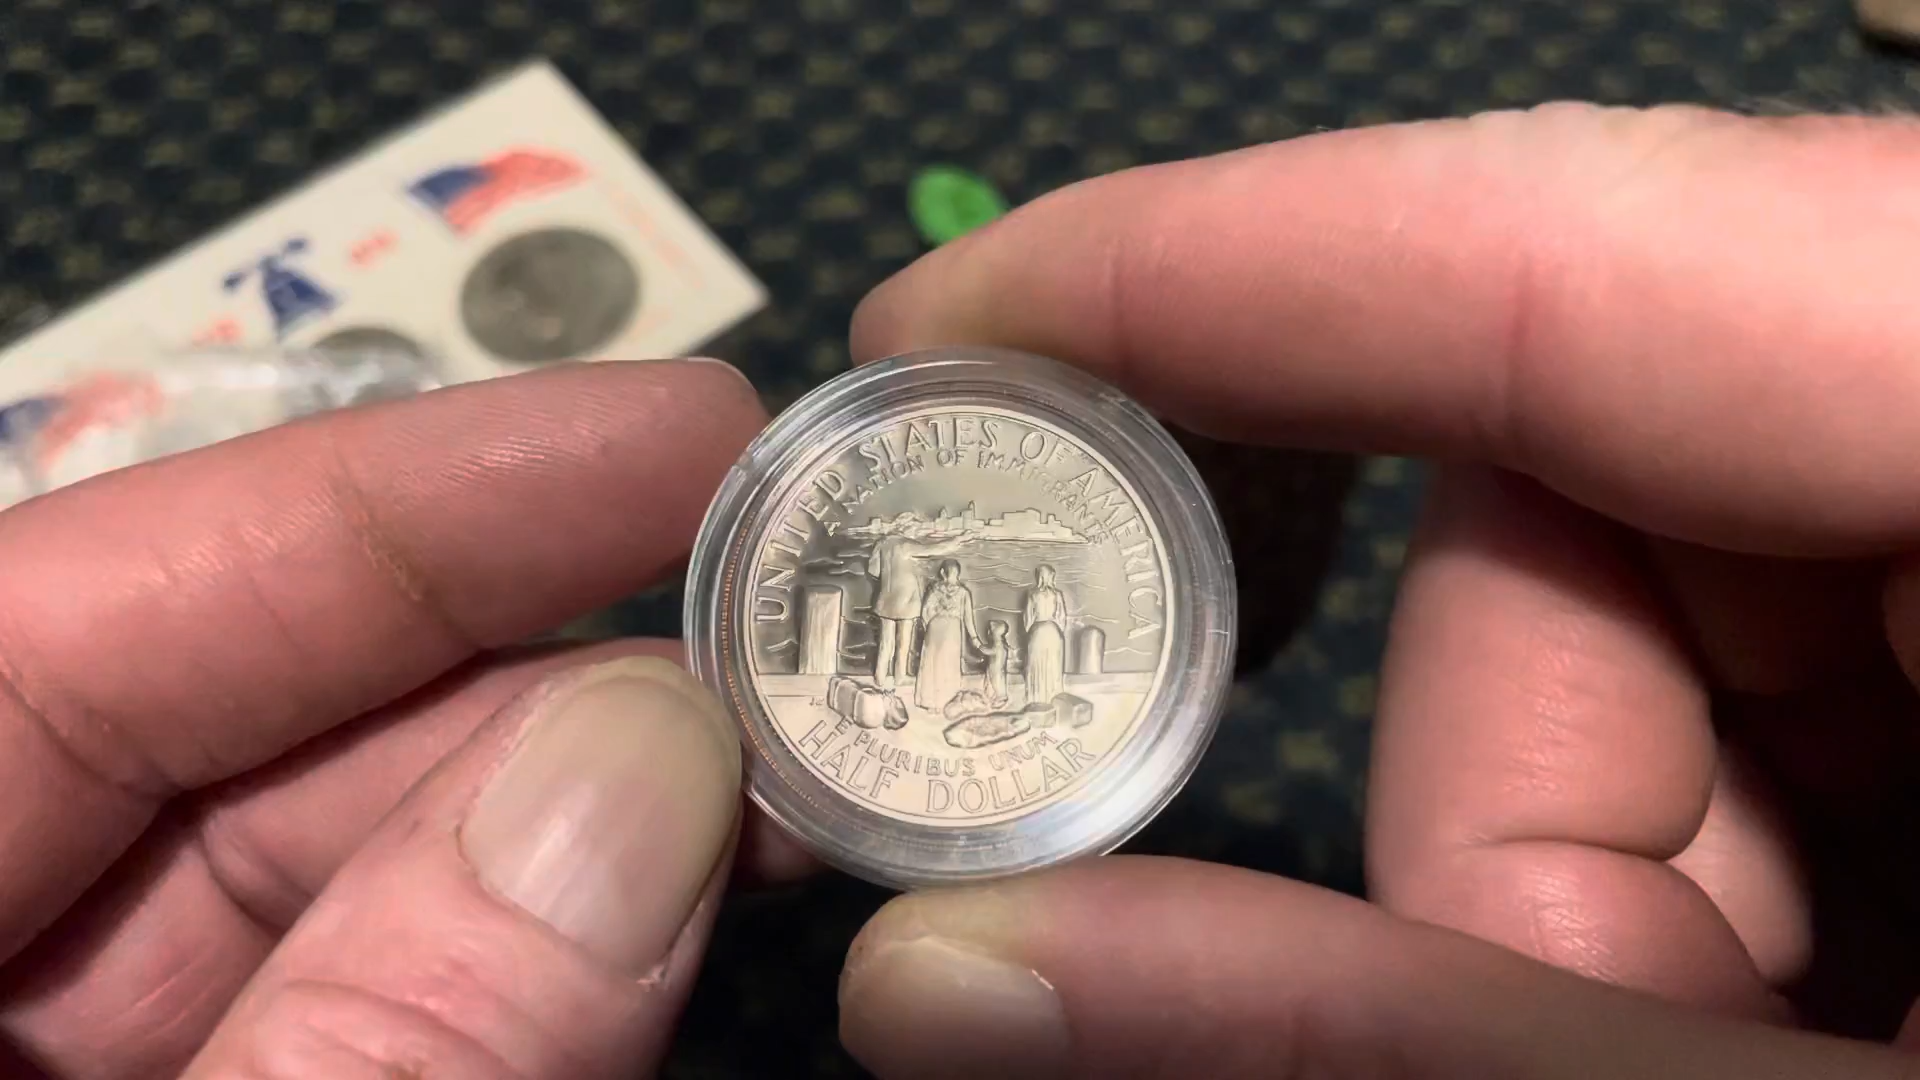 UNITED STATES OF AMERICA
A NATION OF IMMIGRANTS
E PLURIBUS UNUM
HALF DOLLAR